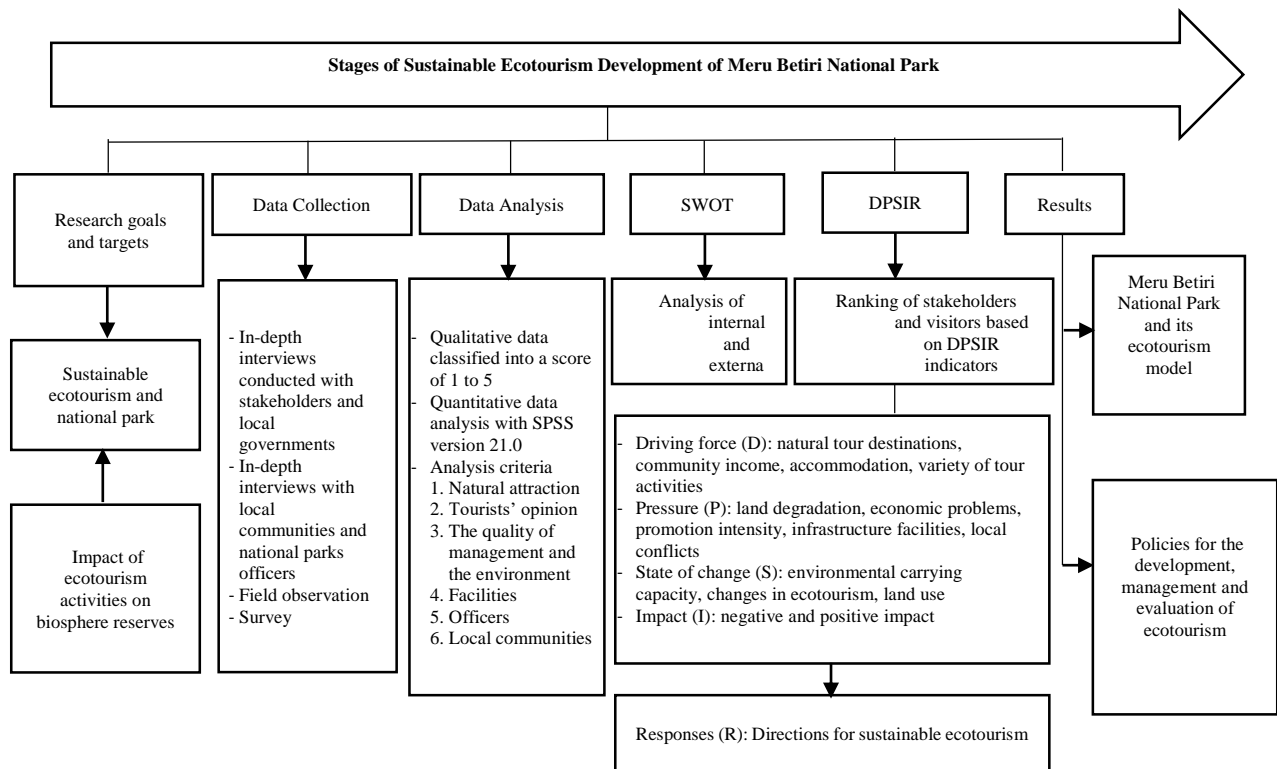 Stages of Sustainable Ecotourism Development of Meru Betiri National Park
Research goals
and targets
Data Collection
Data Analysis
SWOT
DPSIR
Results
Sustainable
ecotourism and
national park
Impact of
ecotourism
activities on
biosphere reserves
- In-depth
interviews
conducted with
stakeholders and
local
governments
- In-depth
interviews with
local
communities and
national parks
officers
- Field observation
- Survey
- Qualitative data
classified into a score
of 1 to 5
- Quantitative data
analysis with SPSS
version 21.0
- Analysis criteria
1. Natural attraction
2. Tourists’ opinion
3. The quality of
management and
the environment
4. Facilities
5. Officers
6. Local communities
Analysis of
internal
and
externa
Ranking of stakeholders
and visitors based
on DPSIR
indicators
- Driving force (D): natural tour destinations,
community income, accommodation, variety of tour
activities
- Pressure (P): land degradation, economic problems,
promotion intensity, infrastructure facilities, local
conflicts
- State of change (S): environmental carrying
capacity, changes in ecotourism, land use
- Impact (I): negative and positive impact
Responses (R): Directions for sustainable ecotourism
Meru Betiri
National Park
and its
ecotourism
model
Policies for the
development,
management and
evaluation of
ecotourism